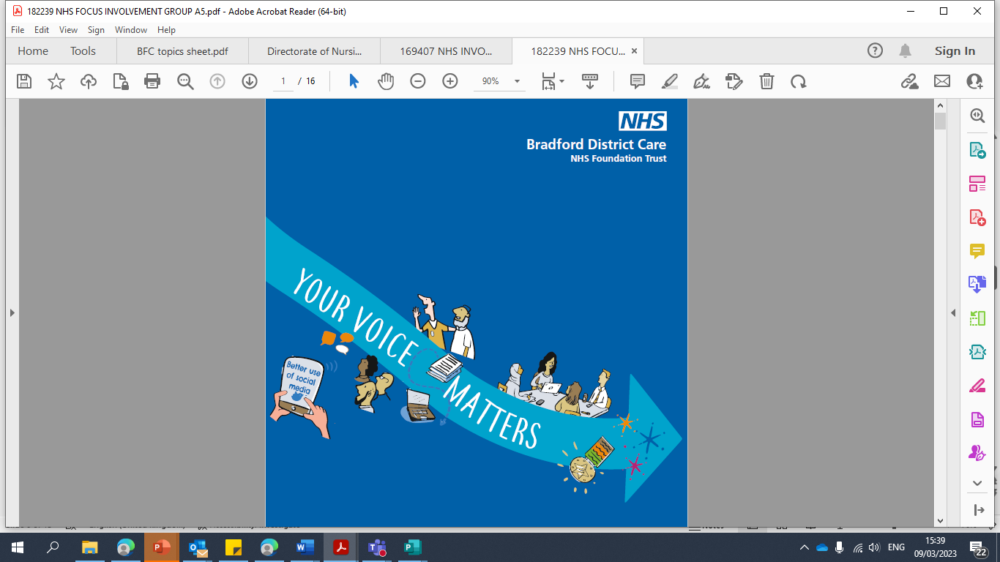 182239 NHS FOCUS INVOLVEMENT GROUP A5.pdf - Adobe Acrobat Reader (64-bit)
File Edit View Sign Window Help
Home Tools BFC topics sheet.pdf Directorate of Nursi... 169407 NHS INVO... 182239 NHS FOCU... Sign In
1 / 16 90%
NHS
Bradford District Care
NHS Foundation Trust
YOUR VOICE MATTERS
Better use
of social
media
15:39
ENG
09/03/2023
22